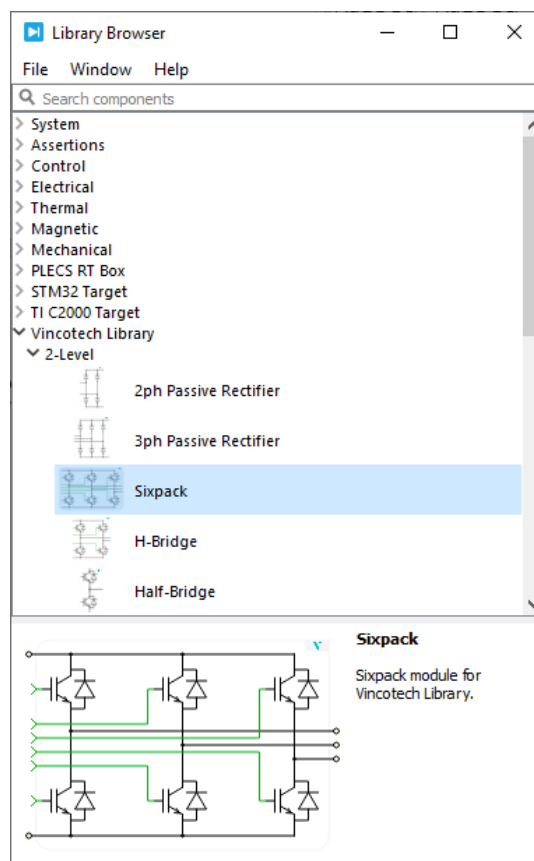 Library Browser
File Window Help
Search components
System
Assertions
Control
Electrical
Thermal
Magnetic
Mechanical
PLECS RT Box
STM32 Target
TI C2000 Target
Vincotech Library
2-Level
2ph Passive Rectifier
3ph Passive Rectifier
Sixpack
H-Bridge
Half-Bridge
Sixpack
Sixpack module for
Vincotech Library.